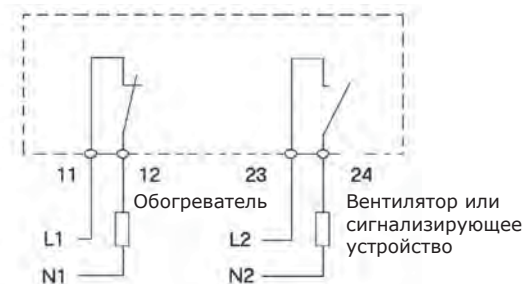 11 12 23 24
Обогреватель
Вентилятор или
сигнализирующее
устройство
L1 L2
N1 N2